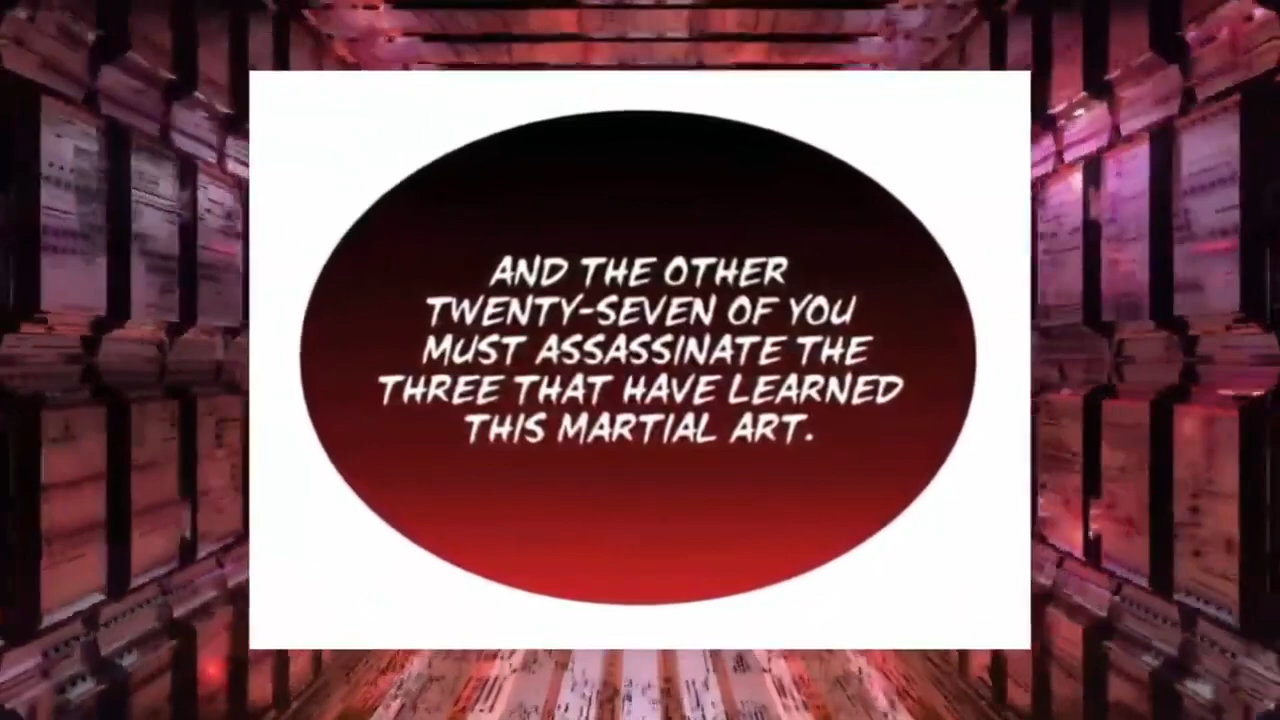 AND THE OTHER
TWENTY-SEVEN OF YOU
MUST ASSASSINATE THE
THREE THAT HAVE LEARNED
THIS MARTIAL ART.